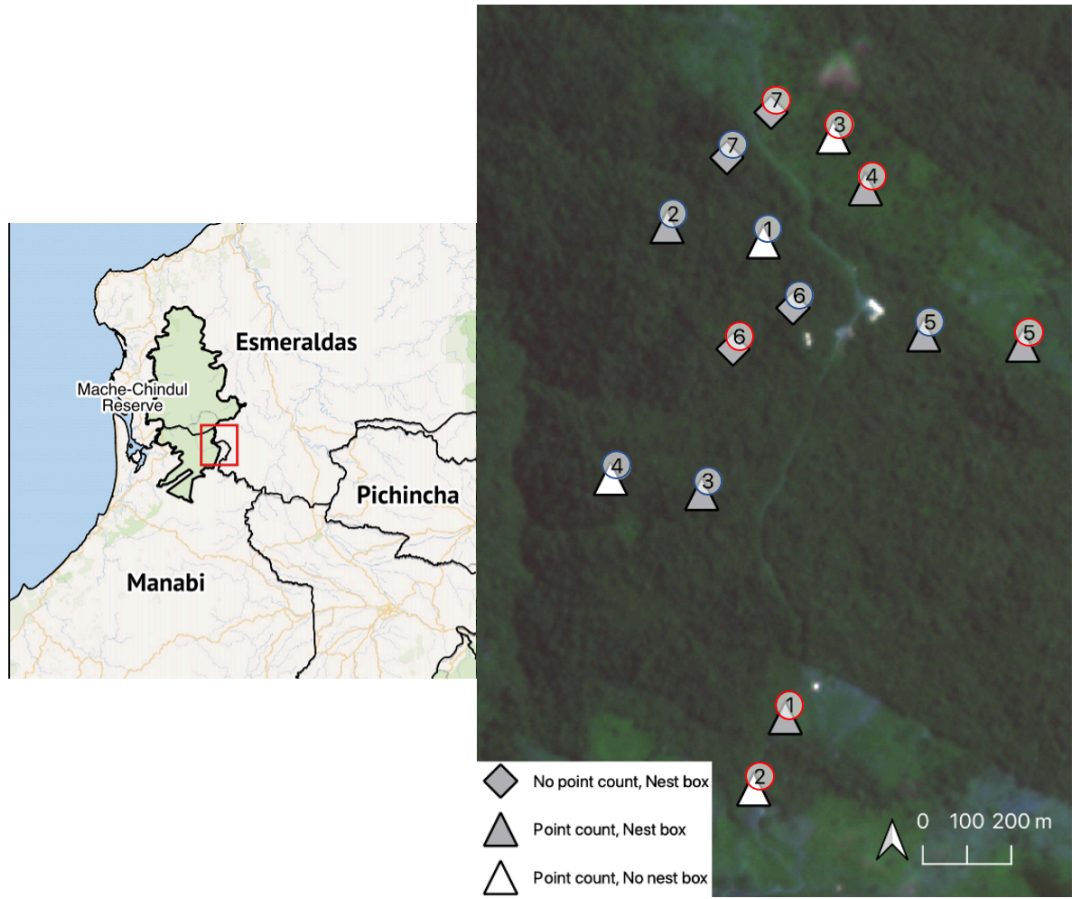 7
3
7
4
2
1
6
5
5
6
4
3
1
2
Esmeraldas
Mache-Chindul
Reserve
Pichincha
Manabi
No point count, Nest box
Point count, Nest box
Point count, No nest box
0 100 200 m